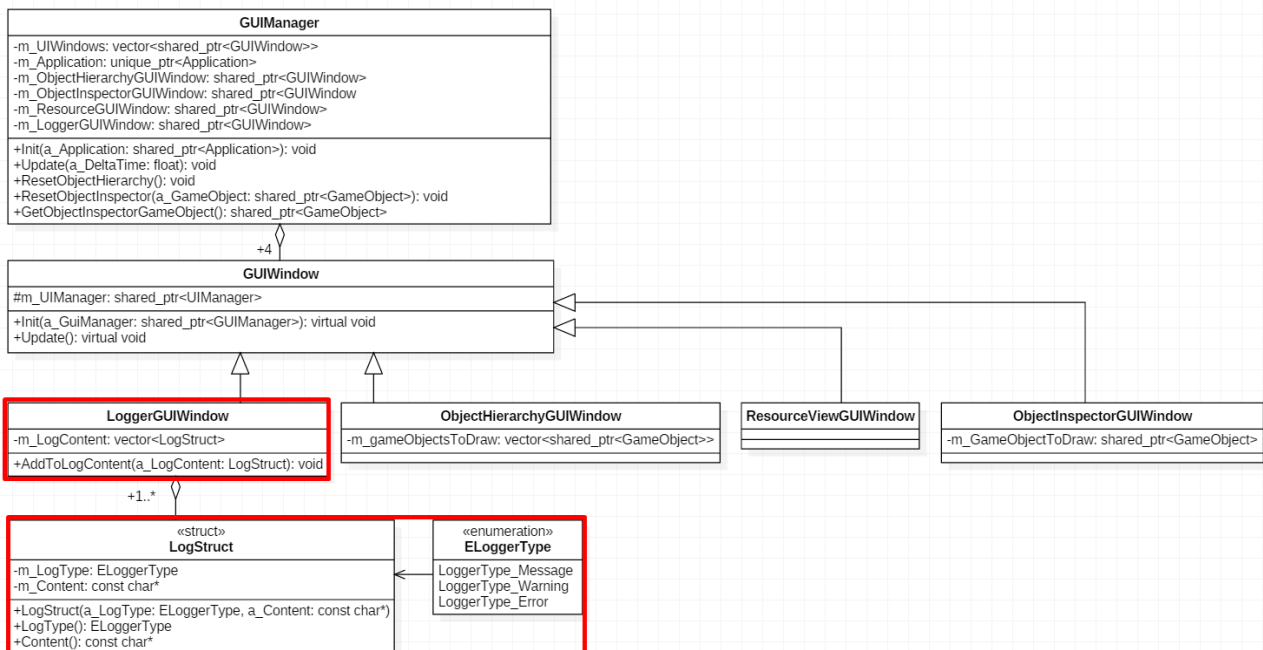 GUIManager
-m_UIWindows: vector<shared_ptr<GUIWindow>>
-m_Application: unique_ptr<Application>
-m_ObjectHierarchyGUIWindow: shared_ptr<GUIWindow>
-m_ObjectInspectorGUIWindow: shared_ptr<GUIWindow
-m_ResourceGUIWindow: shared_ptr<GUIWindow>
-m_LoggerGUIWindow: shared_ptr<GUIWindow>
+Init(a_Application: shared_ptr<Application>): void
+Update(a_DeltaTime: float): void
+ResetObjectHierarchy(): void
+ResetObjectInspector(a_GameObject: shared_ptr<GameObject>): void
+GetObjectInspectorGameObject(): shared_ptr<GameObject>
+4
GUIWindow
#m_UIManager: shared_ptr<UIManager>
+Init(a_GuiManager: shared_ptr<GUIManager>): virtual void
+Update(): virtual void
LoggerGUIWindow
-m_LogContent: vector<LogStruct>
+AddToLogContent(a_LogContent: LogStruct): void
ObjectHierarchyGUIWindow
-m_gameObjectsToDraw: vector<shared_ptr<GameObject>>
ResourceViewGUIWindow
ObjectInspectorGUIWindow
-m_GameObjectToDraw: shared_ptr<GameObject>
+1..*
«struct»
LogStruct
-m_LogType: ELoggerType
-m_Content: const char*
+LogStruct(a_LogType: ELoggerType, a_Content: const char*)
+LogType(): ELoggerType
+Content(): const char*
«enumeration»
ELoggerType
LoggerType_Message
LoggerType_Warning
LoggerType_Error